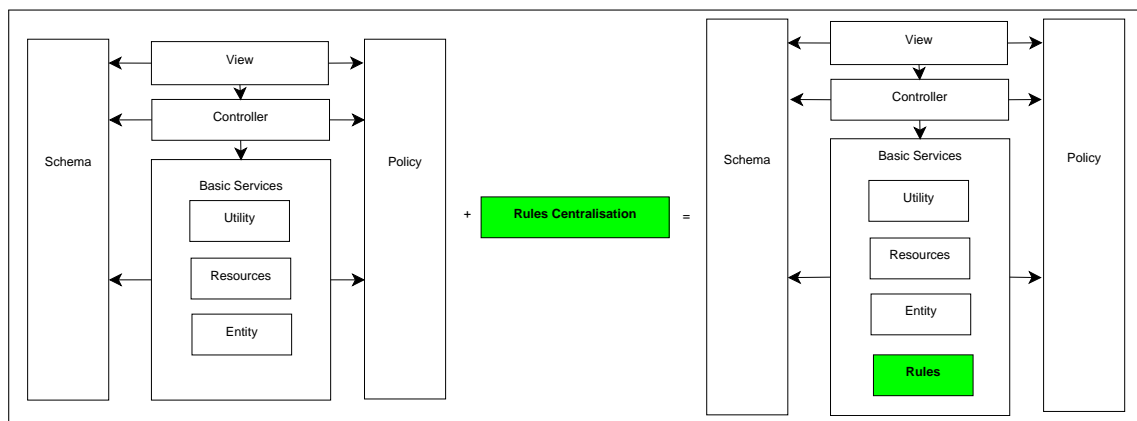 View
Controller
Schema
Policy
Basic Services
Utility
Resources
Entity
+
Rules Centralisation
=
View
Controller
Schema
Policy
Basic Services
Utility
Resources
Entity
Rules